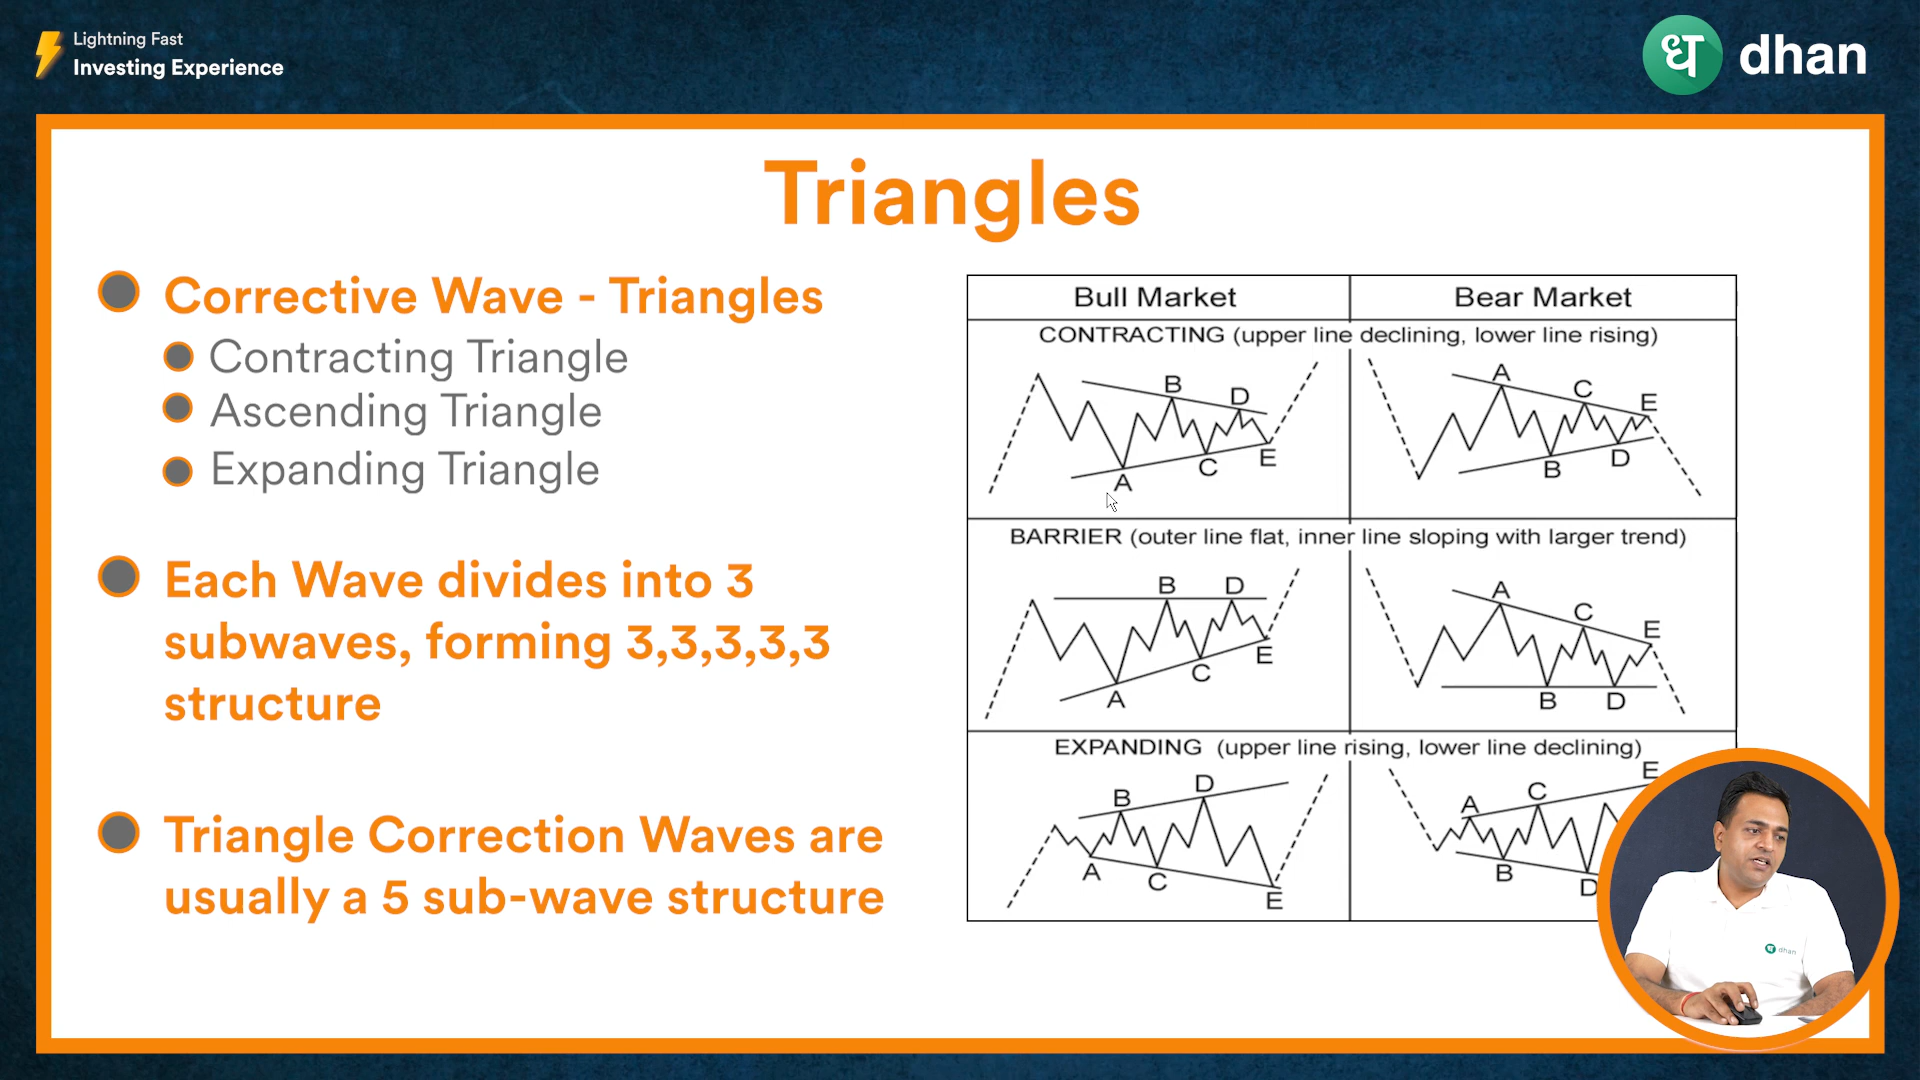 Lightning Fast
Investing Experience
ध dhan
Triangles
Corrective Wave - Triangles
Contracting Triangle
Ascending Triangle
Expanding Triangle
Each Wave divides into 3
subwaves, forming 3,3,3,3,3
structure
Triangle Correction Waves are
usually a 5 sub-wave structure
Bull Market Bear Market
CONTRACTING (upper line declining, lower line rising)
B D
A C E
A C E
B D
BARRIER (outer line flat, inner line sloping with larger trend)
B D
A C E
A C E
B D
EXPANDING (upper line rising, lower line declining)
B D
A C E
A C E
B D
ध dhan